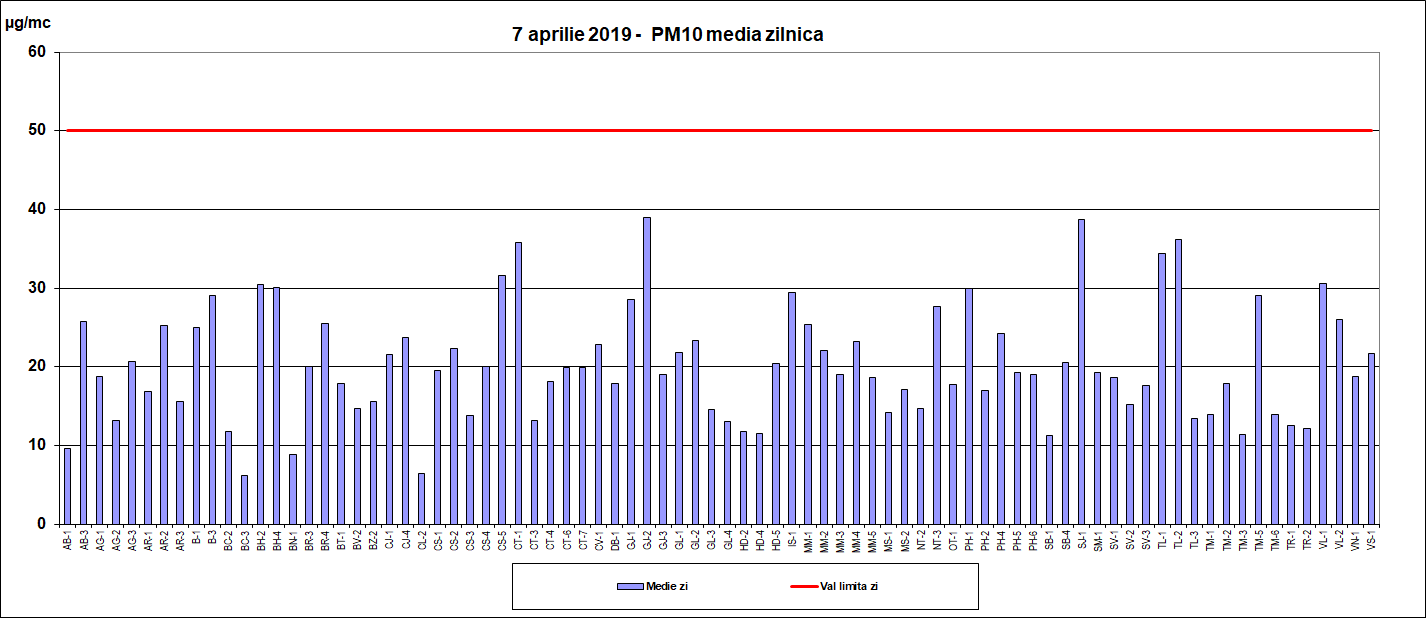 µg/mc
7 aprilie 2019 - PM10 media zilnica
60
50
40
30
20
10
0
AB-1 AB-3 AG-1 AG-2 AG-3 AR-1 AR-2 AR-3 B-1 B-3 BC-2 BC-3 BH-2 BH-4 BN-1 BR-3 BR-4 BT-1 BV-2 BZ-2 CJ-1 CJ-4 CL-2 CS-1 CS-2 CS-3 CS-4 CS-5 CT-1 CT-3 CT-4 CT-6 CT-7 CV-1 DB-1 GJ-1 GJ-2 GJ-3 GL-1 GL-2 GL-3 GL-4 HD-2 HD-4 HD-5 IS-1 MM-1 MM-2 MM-3 MM-4 MM-5 MS-1 MS-2 NT-2 NT-3 OT-1 PH-1 PH-2 PH-4 PH-5 PH-6 SB-1 SB-4 SJ-1 SM-1 SV-1 SV-2 SV-3 TL-1 TL-2 TL-3 TM-1 TM-2 TM-3 TM-5 TM-6 TR-1 TR-2 VL-1 VL-2 VN-1 VS-1
Medie zi Val limita zi